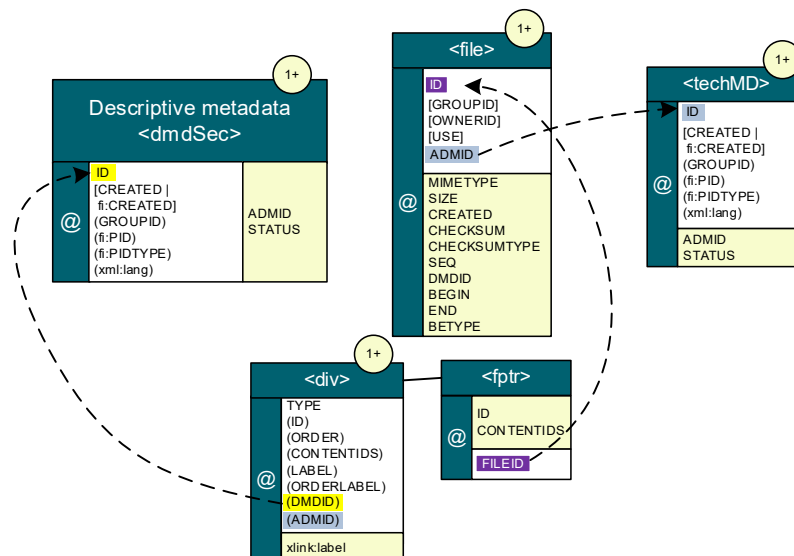 1+
Descriptive metadata
<dmdSec>
@
ID
[CREATED |
fi:CREATED]
(GROUPID)
(fi:PID)
(fi:PIDTYPE)
(xml:lang)
ADMID
STATUS
1+
<file>
@
ID
[GROUPID]
[OWNERID]
[USE]
ADMID
MIMETYPE
SIZE
CREATED
CHECKSUM
CHECKSUMTYPE
SEQ
DMDID
BEGIN
END
BETYPE
1+
<techMD>
@
ID
[CREATED |
fi:CREATED]
(GROUPID)
(fi:PID)
(fi:PIDTYPE)
(xml:lang)
ADMID
STATUS
1+
<div>
@
TYPE
(ID)
(ORDER)
(CONTENTIDS)
(LABEL)
(ORDERLABEL)
(DMDID)
(ADMID)
xlink:label
<fptr>
@
ID
CONTENTIDS
FILEID